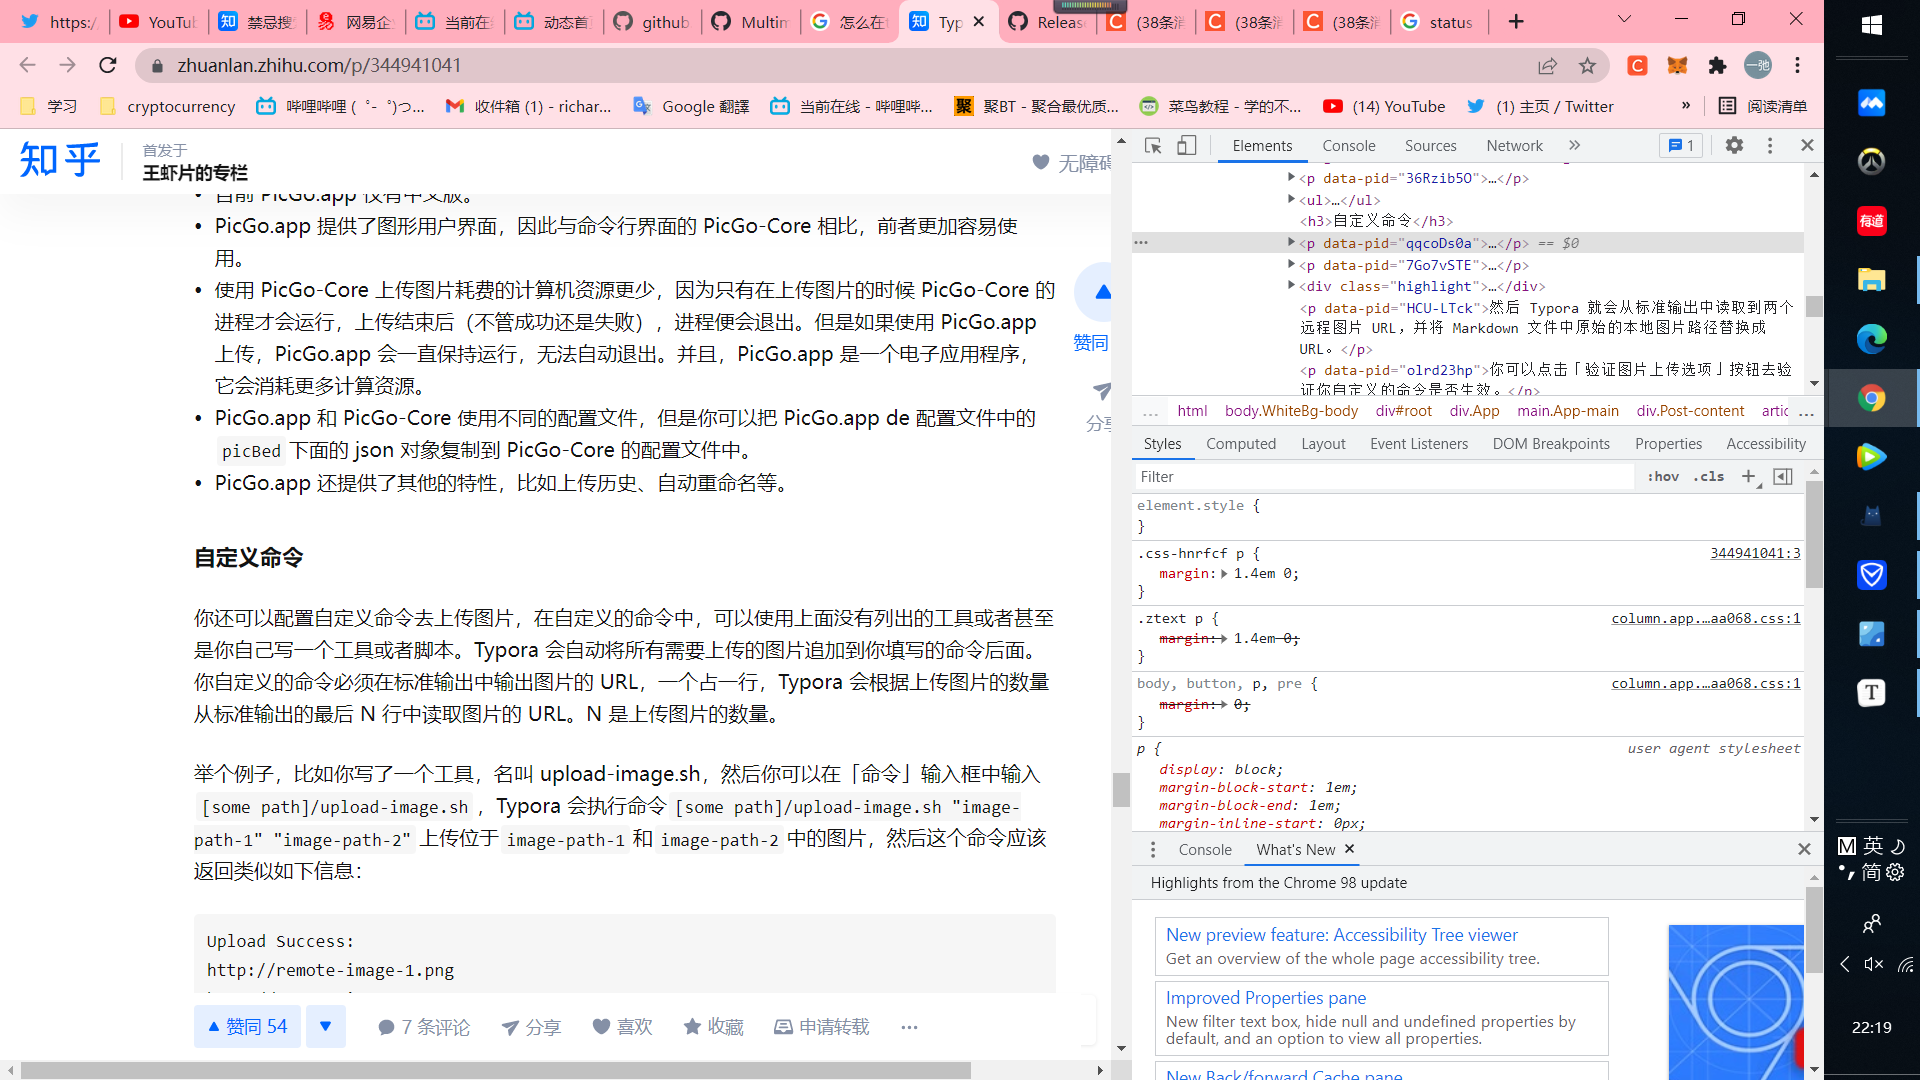 https:/
YouTu
禁忌搜
网易企
当前在
动态首
github
Multim
怎么在
Typ
Release
(38条消
(38条消
(38条消
status
zhuanlan.zhihu.com/p/344941041
学习
cryptocurrency
哔哩哔哩 ( ゜- ゜)つ...
收件箱 (1) - richar...
Google 翻譯
当前在线 - 哔哩哔...
聚BT - 聚合最优质...
菜鸟教程 - 学的不...
(14) YouTube
(1) 主页 / Twitter
»
阅读清单
知乎
首发于
王虾片的专栏
无障碍
• 目前 PicGo.app 仅有中文版。
• PicGo.app 提供了图形用户界面，因此与命令行界面的 PicGo-Core 相比，前者更加容易使
用。
• 使用 PicGo-Core 上传图片耗费的计算机资源更少，因为只有在上传图片的时候 PicGo-Core 的
进程才会运行，上传结束后（不管成功还是失败），进程便会退出。但是如果使用 PicGo.app
上传，PicGo.app 会一直保持运行，无法自动退出。并且，PicGo.app 是一个电子应用程序，
它会消耗更多计算资源。
• PicGo.app 和 PicGo-Core 使用不同的配置文件，但是你可以把 PicGo.app de 配置文件中的
picBed 下面的 json 对象复制到 PicGo-Core 的配置文件中。
• PicGo.app 还提供了其他的特性，比如上传历史、自动重命名等。
赞同
分享
自定义命令
你还可以配置自定义命令去上传图片，在自定义的命令中，可以使用上面没有列出的工具或者甚至
是你自己写一个工具或者脚本。Typora 会自动将所有需要上传的图片追加到你填写的命令后面。
你自定义的命令必须在标准输出中输出图片的 URL，一个占一行，Typora 会根据上传图片的数量
从标准输出的最后 N 行中读取图片的 URL。N 是上传图片的数量。
举个例子，比如你写了一个工具，名叫 upload-image.sh，然后你可以在「命令」输入框中输入
[some path]/upload-image.sh ，Typora 会执行命令 [some path]/upload-image.sh "image-
path-1" "image-path-2" 上传位于 image-path-1 和 image-path-2 中的图片，然后这个命令应该
返回类似如下信息：
Upload Success:
http://remote-image-1.png
赞同 54
7 条评论
分享
喜欢
收藏
申请转载
Elements
Console
Sources
Network
»
1
<p data-pid="36Rzib5O">…</p>
<ul>…</ul>
<h3>自定义命令</h3>
<p data-pid="qqcoDs0a">…</p> == $0
<p data-pid="7Go7vSTE">…</p>
<div class="highlight">…</div>
<p data-pid="HCU-LTck">然后 Typora 就会从标准输出中读取到两个
远程图片 URL，并将 Markdown 文件中原始的本地图片路径替换成
URL。</p>
<p data-pid="olrd23hp">你可以点击「验证图片上传选项」按钮去验
证你自定义的命令是否生效。</p>
... html body.WhiteBg-body div#root div.App main.App-main div.Post-content artic ...
Styles
Computed
Layout
Event Listeners
DOM Breakpoints
Properties
Accessibility
Filter
:hov .cls
element.style {
}
.css-hnrfcf p { 344941041:3
margin: 1.4em 0;
}
.ztext p { column.app.…aa068.css:1
margin: 1.4em 0;
}
body, button, p, pre { column.app.…aa068.css:1
margin: 0;
}
p { user agent stylesheet
display: block;
margin-block-start: 1em;
margin-block-end: 1em;
margin-inline-start: 0px;
Console
What's New
Highlights from the Chrome 98 update
New preview feature: Accessibility Tree viewer
Get an overview of the whole page accessibility tree.
Improved Properties pane
New filter text box, hide null and undefined properties by
default, and an option to view all properties.
New Back/forward Cache pane
有道
T
M 英
简
22:19